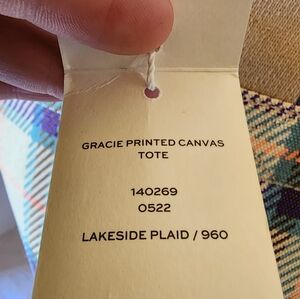 GRACIE PRINTED CANVAS
TOTE
140269
0522
LAKESIDE PLAID / 960